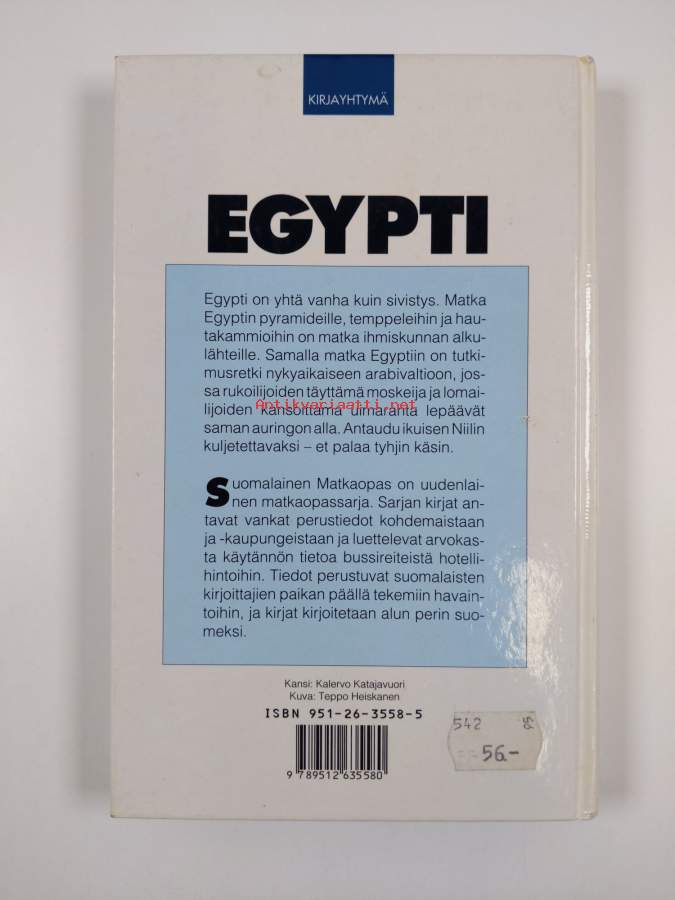 KIRJAYHTYMÄ
EGYPTI
Egypti on yhtä vanha kuin sivistys. Matka
Egyptin pyramideille, temppeleihin ja hau-
takammioihin on matka ihmiskunnan alku-
lähteille. Samalla matka Egyptiin on tutki-
musretki nykyaikaiseen arabivaltioon, jos-
sa rukoilijoiden täyttämä moskeija ja lomai-
Antikvariaatti.net
lijoiden kansoittama uimaranta lepäävät
saman auringon alla. Antaudu ikuisen Niilin
kuljetettavaksi – et palaa tyhjin käsin.
Suomalainen Matkaopas on uudenlai-
nen matkaopassarja. Sarjan kirjat an-
tavat vankat perustiedot kohdemaistaan
ja -kaupungeistaan ja luettelevat arvokas-
ta käytännön tietoa bussireiteistä hotelli-
hintoihin. Tiedot perustuvat suomalaisten
kirjoittajien paikan päällä tekemiin havain-
toihin, ja kirjat kirjoitetaan alun perin suo-
meksi.
Kansi: Kalervo Katajavuori
Kuva: Teppo Heiskanen
ISBN 951-26-3558-5
542
56.-
9 789512 635580